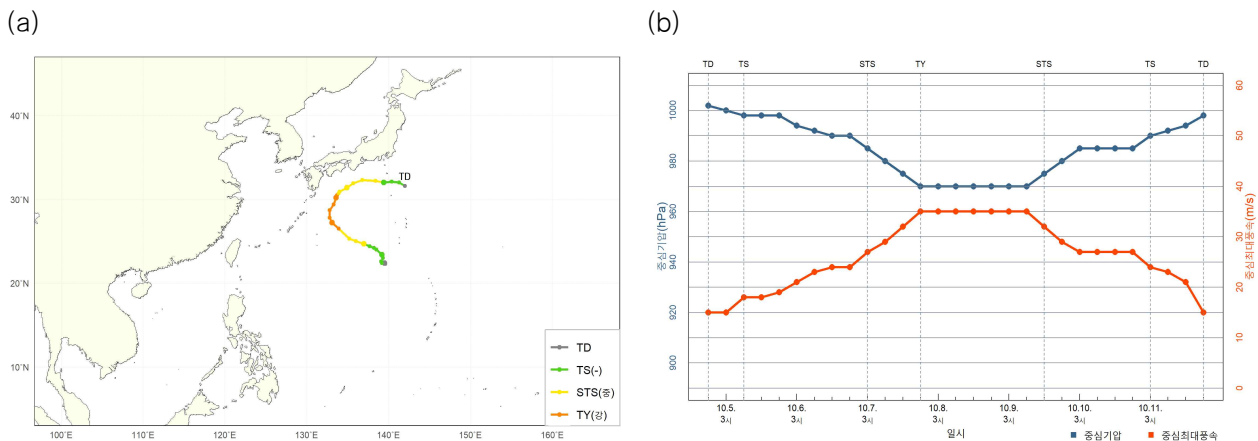 (a)
(b)
40°N
30°N
20°N
10°N
100°E
110°E
120°E
130°E
140°E
150°E
160°E
TD
TD
TS(-)
STS(중)
TY(강)
TD
TS
STS
TY
STS
TS
TD
1000
980
960
940
920
900
중심기압(hPa)
60
50
40
30
20
10
0
중심최대풍속(m/s)
10.5.
3시
10.6.
3시
10.7.
3시
10.8.
3시
10.9.
3시
10.10.
3시
10.11.
3시
일시
중심기압
중심최대풍속